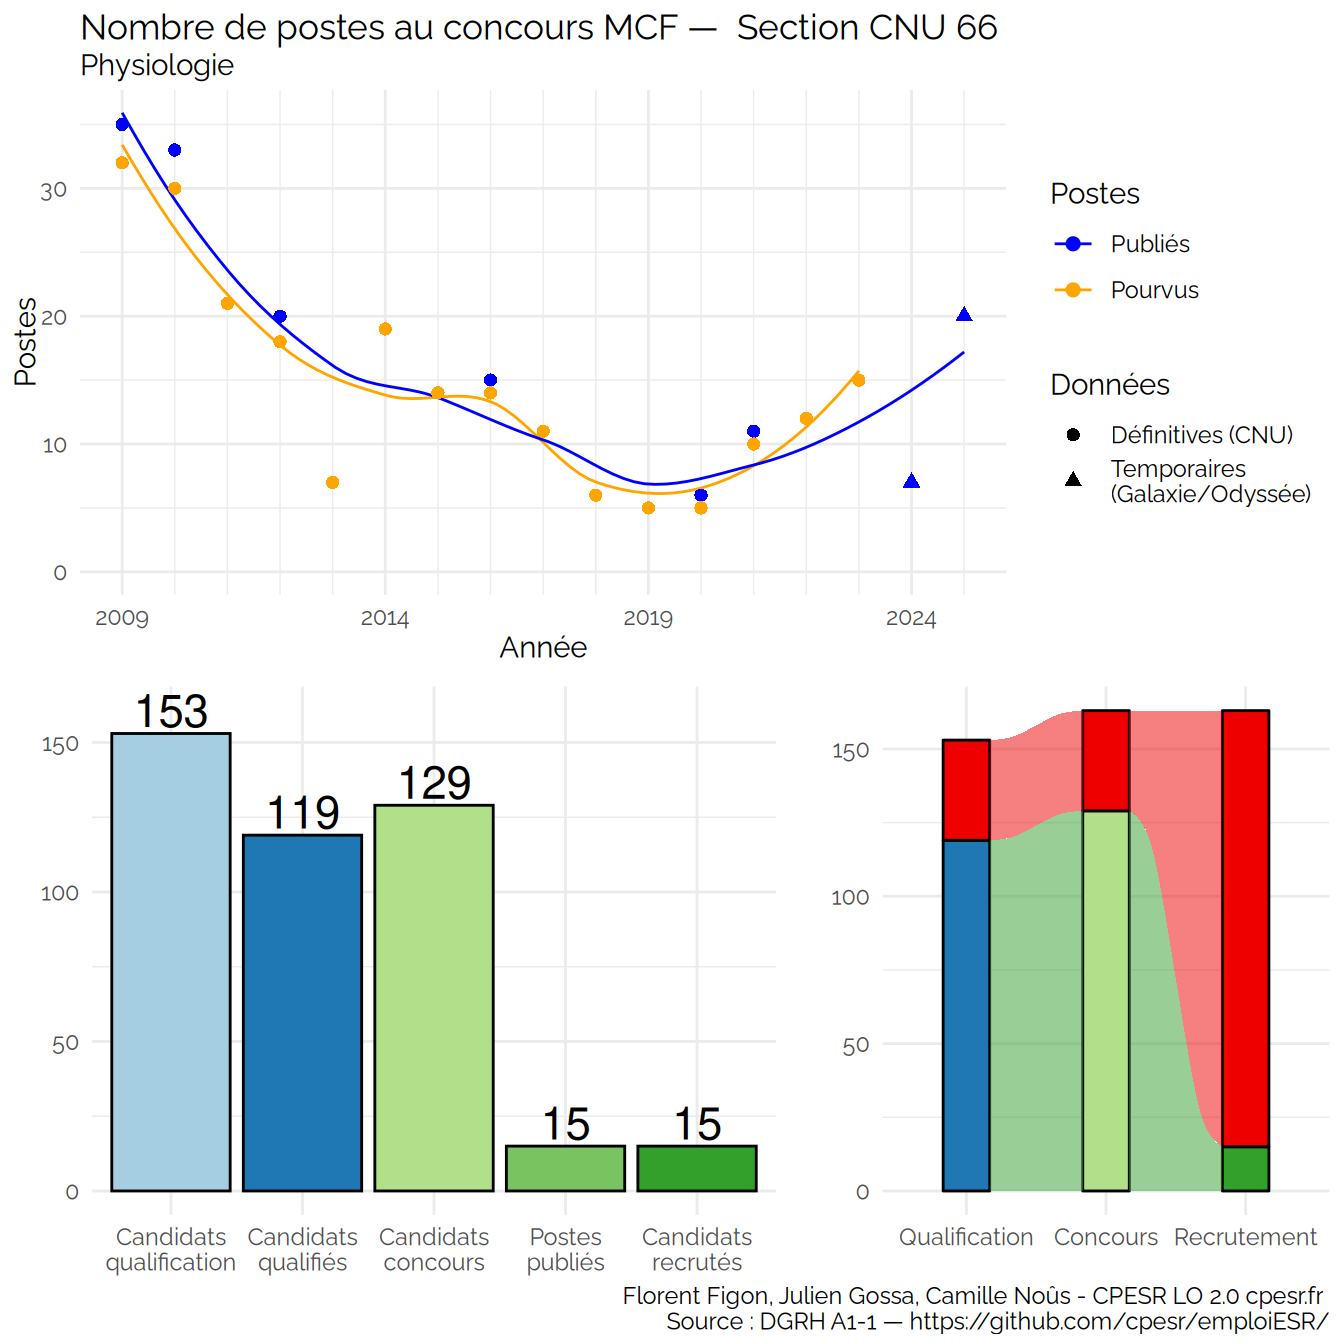 Nombre de postes au concours MCF — Section CNU 66
Physiologie
Postes
30
20
10
0
2009
2014
2019
2024
Année
Postes
Publiés
Pourvus
Données
Définitives (CNU)
Temporaires
(Galaxie/Odyssée)
153
119
129
15
15
150
100
50
0
Candidats
qualification
Candidats
qualifiés
Candidats
concours
Postes
publiés
Candidats
recrutés
150
100
50
0
Qualification
Concours
Recrutement
Florent Figon, Julien Gossa, Camille Noûs - CPESR LO 2.0 cpesr.fr
Source : DGRH A1-1 — https://github.com/cpesr/emploiESR/